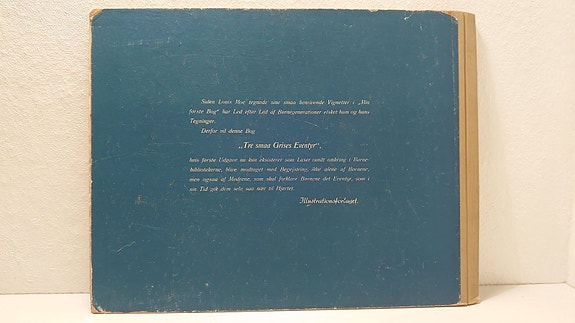 Siden Louis Moe tegnede sine smaa henrivende Vignetter i „Min
første Bog" har Led efter Led af Børnegenerationer elsket ham og hans
Tegninger.
Derfor vil denne Bog
„Tre smaa Grises Eventyr",
hvis første Udgave nu kun eksisterer som Laser rundt omkring i Børne-
bibliotekerne, blive modtaget med Begejstring, ikke alene af Børnene,
men ogsaa af Mødrene, som skal forklare Børnene det Eventyr, som i
sin Tid gik dem selv saa nær til Hjertet.
Illustrationsforlaget.